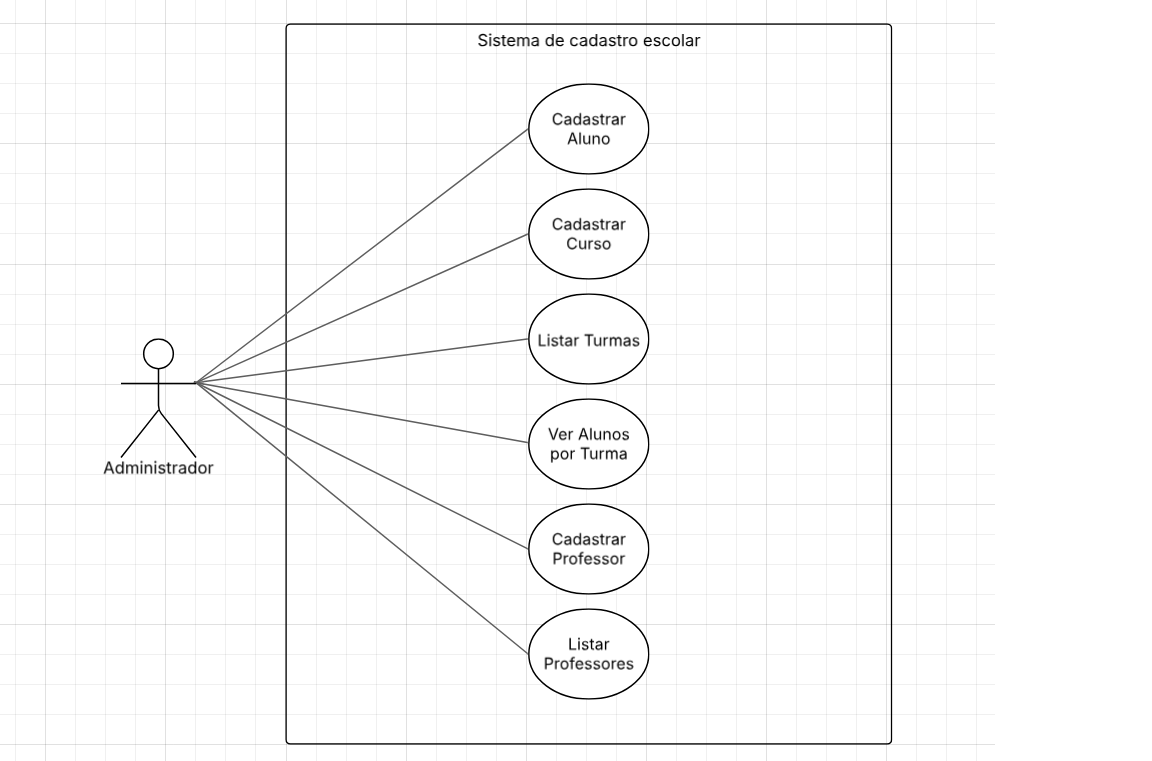 Sistema de cadastro escolar
Cadastrar
Aluno
Cadastrar
Curso
Listar Turmas
Ver Alunos
por Turma
Cadastrar
Professor
Listar
Professores
Administrador